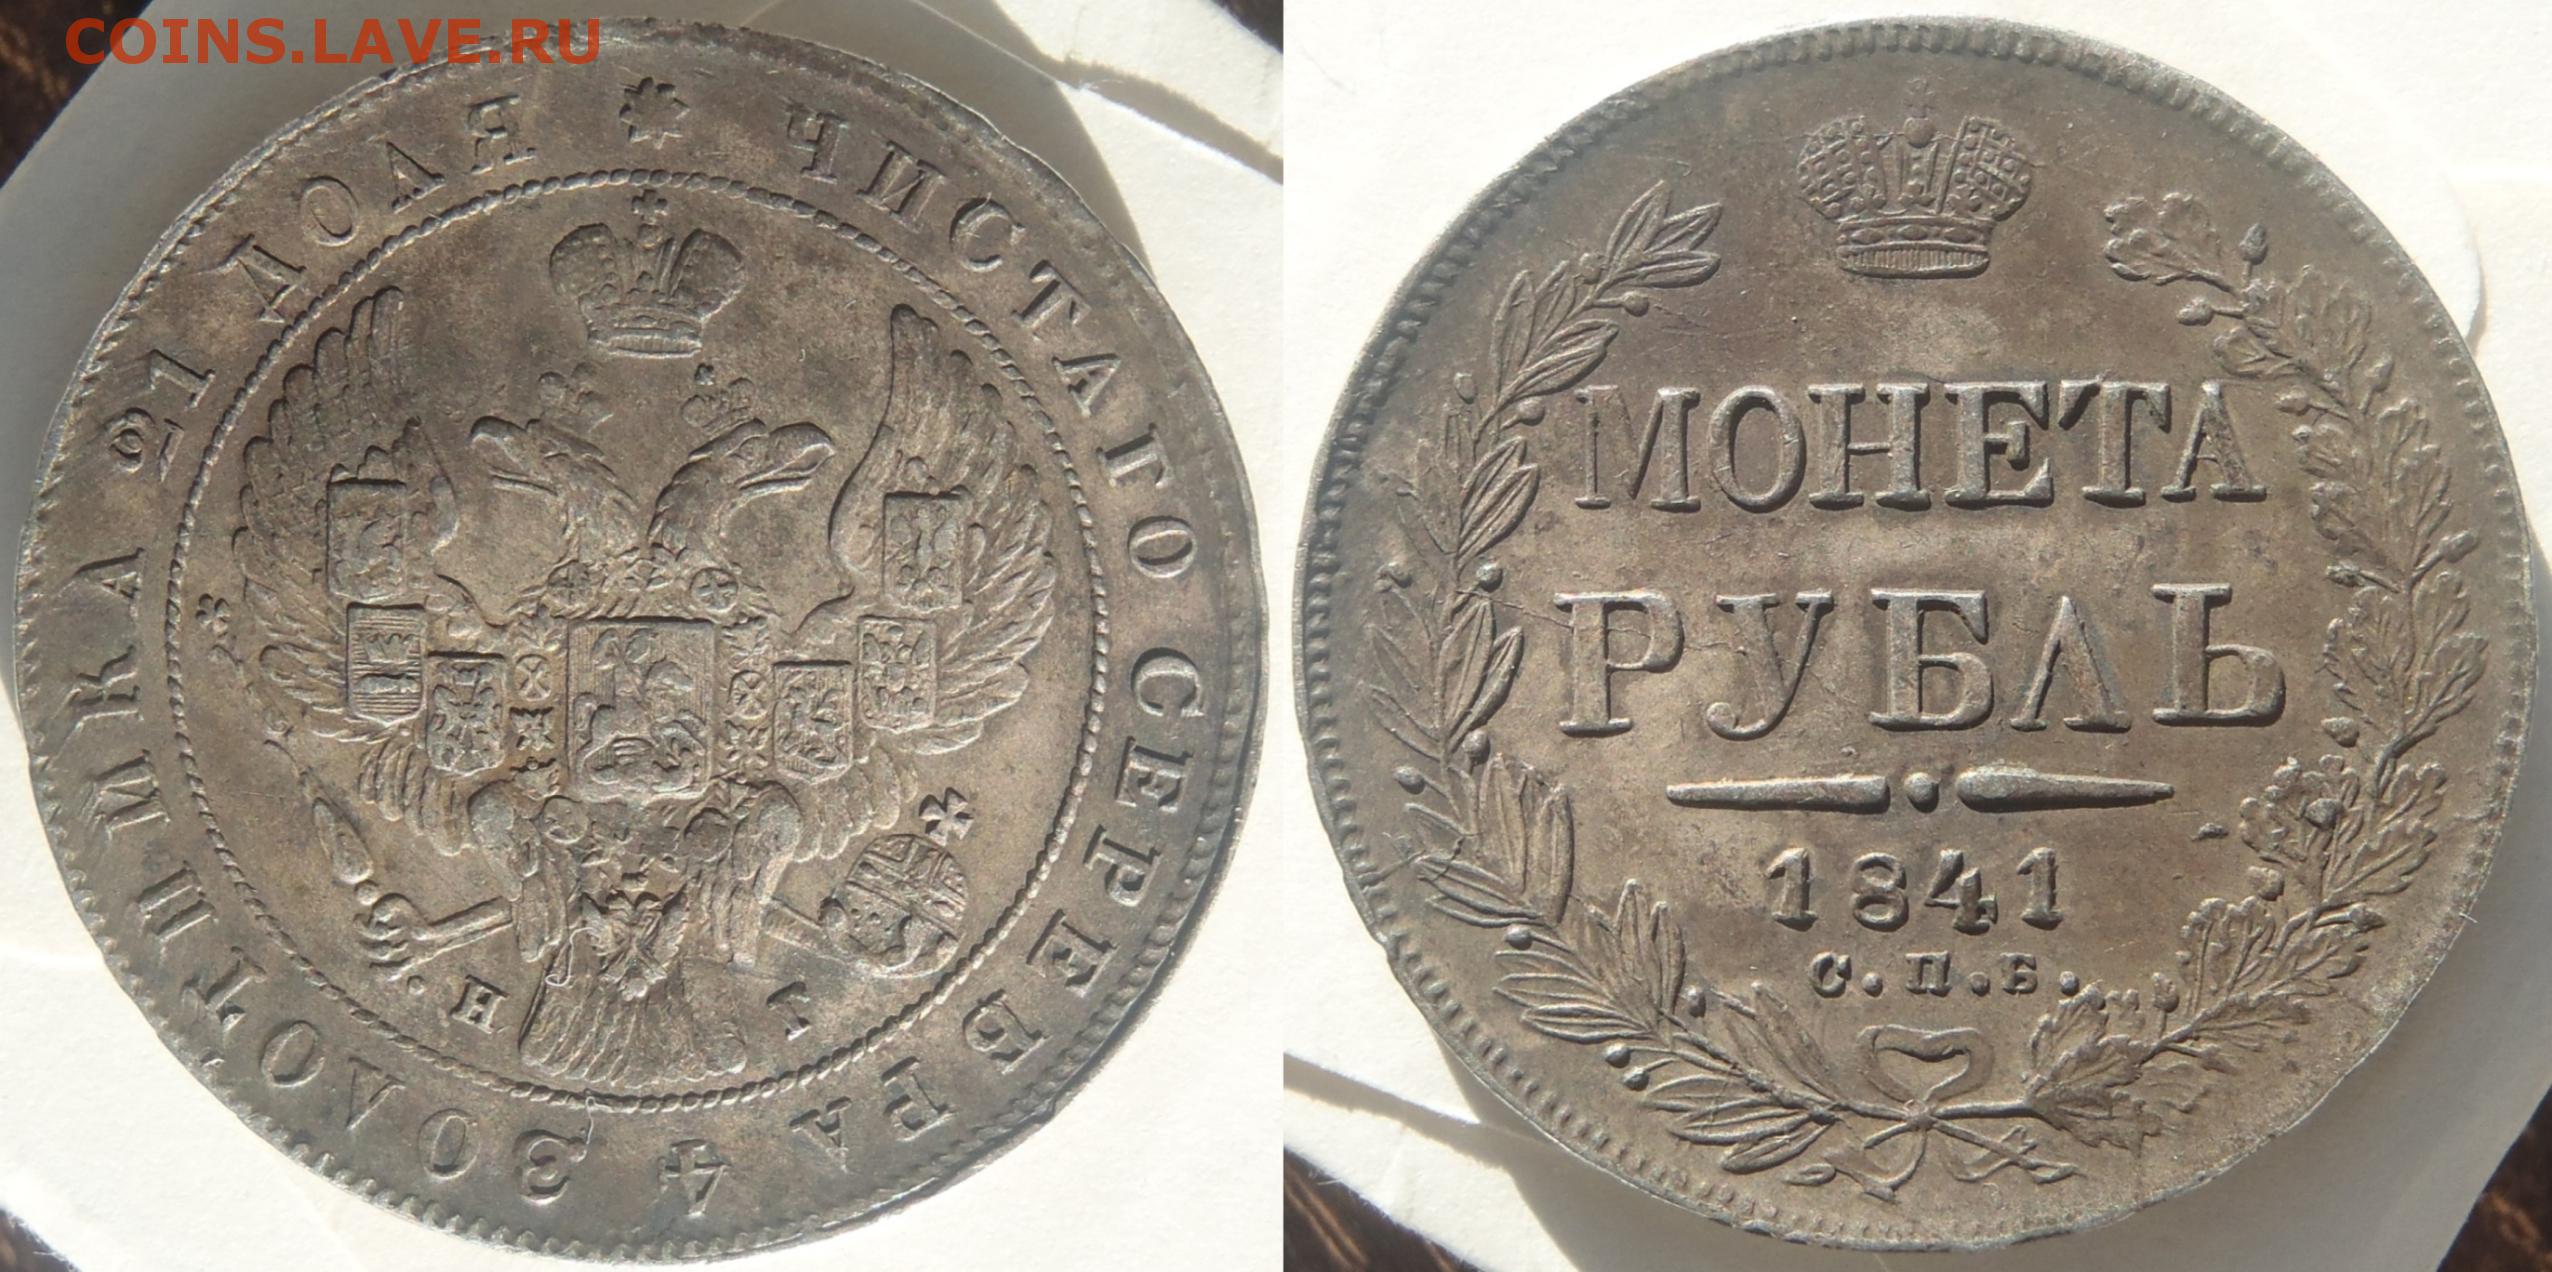 COINS.LAVE.RU
ЧИСТАГО СЕРЕБРА 4 ЗОЛОТНИКА 21 ДОЛЯ
Н I
МОНЕТА
РУБЛЬ
1841
С.П.Б.